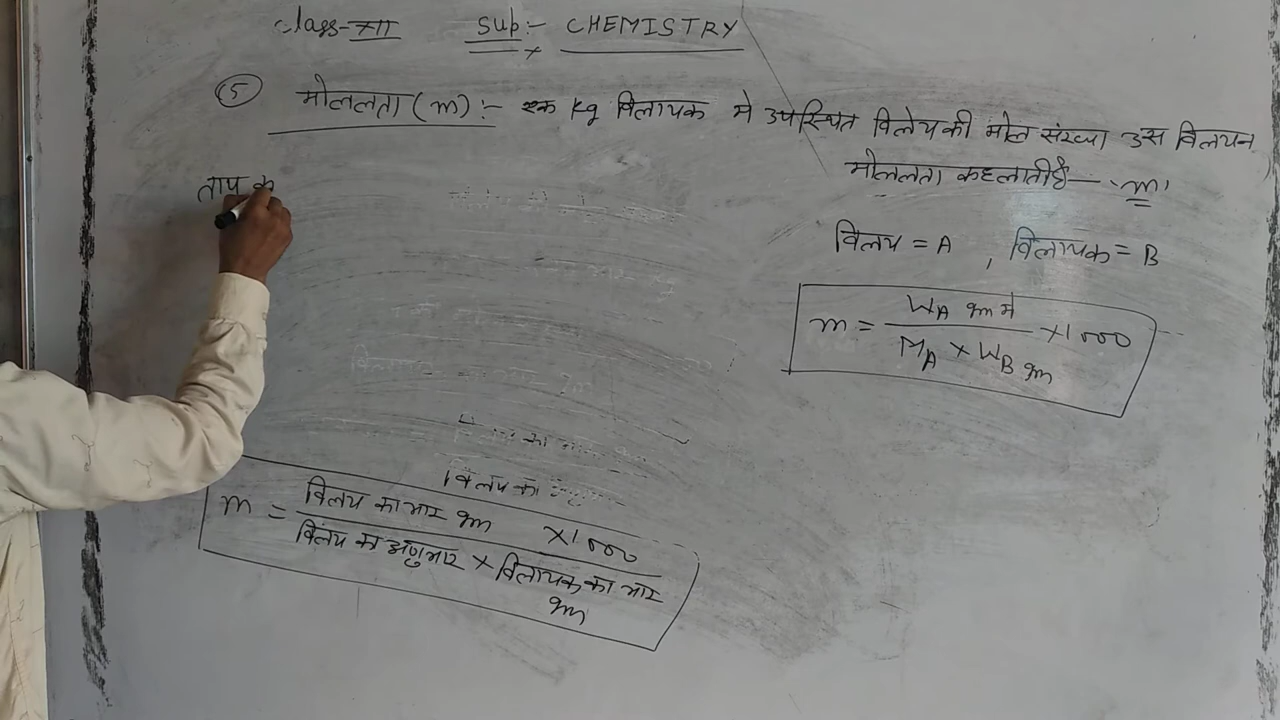 class-XII Sub:- CHEMISTRY
(5) मोललता (m):- एक kg विलायक मे उपस्थित विलेय की मोल संख्या उस विलयन
मोललता कहलाती है— 'm'
ताप क
विलेय = A , विलायक = B
m = WA gm मे / MA × WB gm ×1000
विलेय का
m = विलेय का भार gm ×1000
विलेय का अणुभार × विलायक का भार
gm